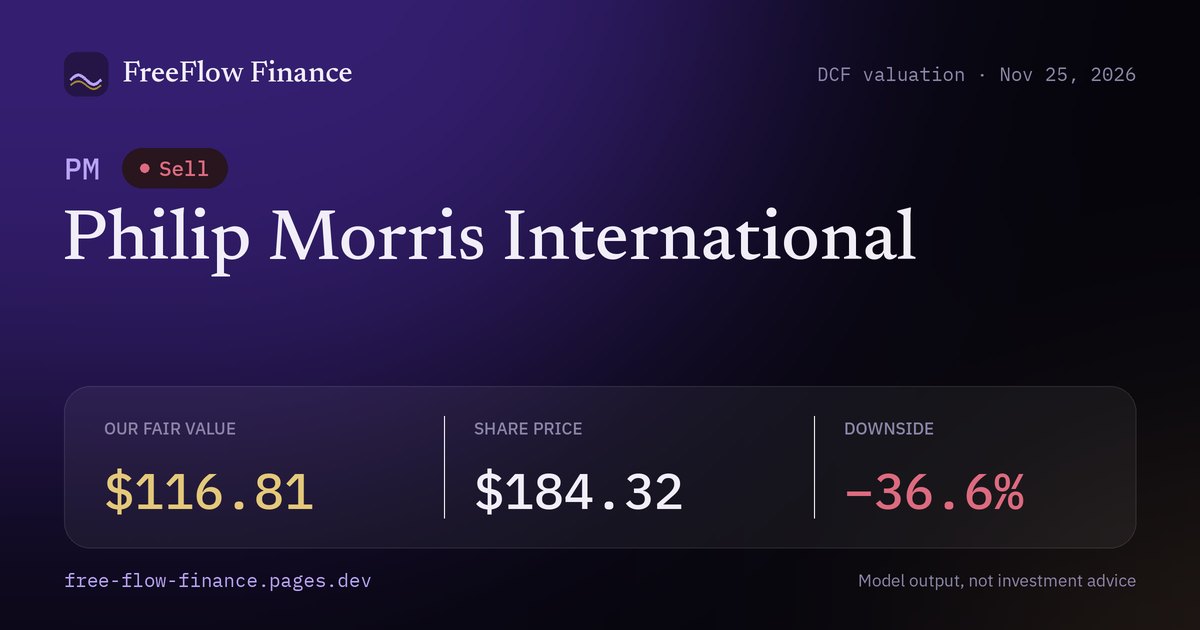 FreeFlow Finance
DCF valuation · Nov 25, 2026
PM
Sell
Philip Morris International
OUR FAIR VALUE
$116.81
SHARE PRICE
$184.32
DOWNSIDE
−36.6%
free-flow-finance.pages.dev
Model output, not investment advice